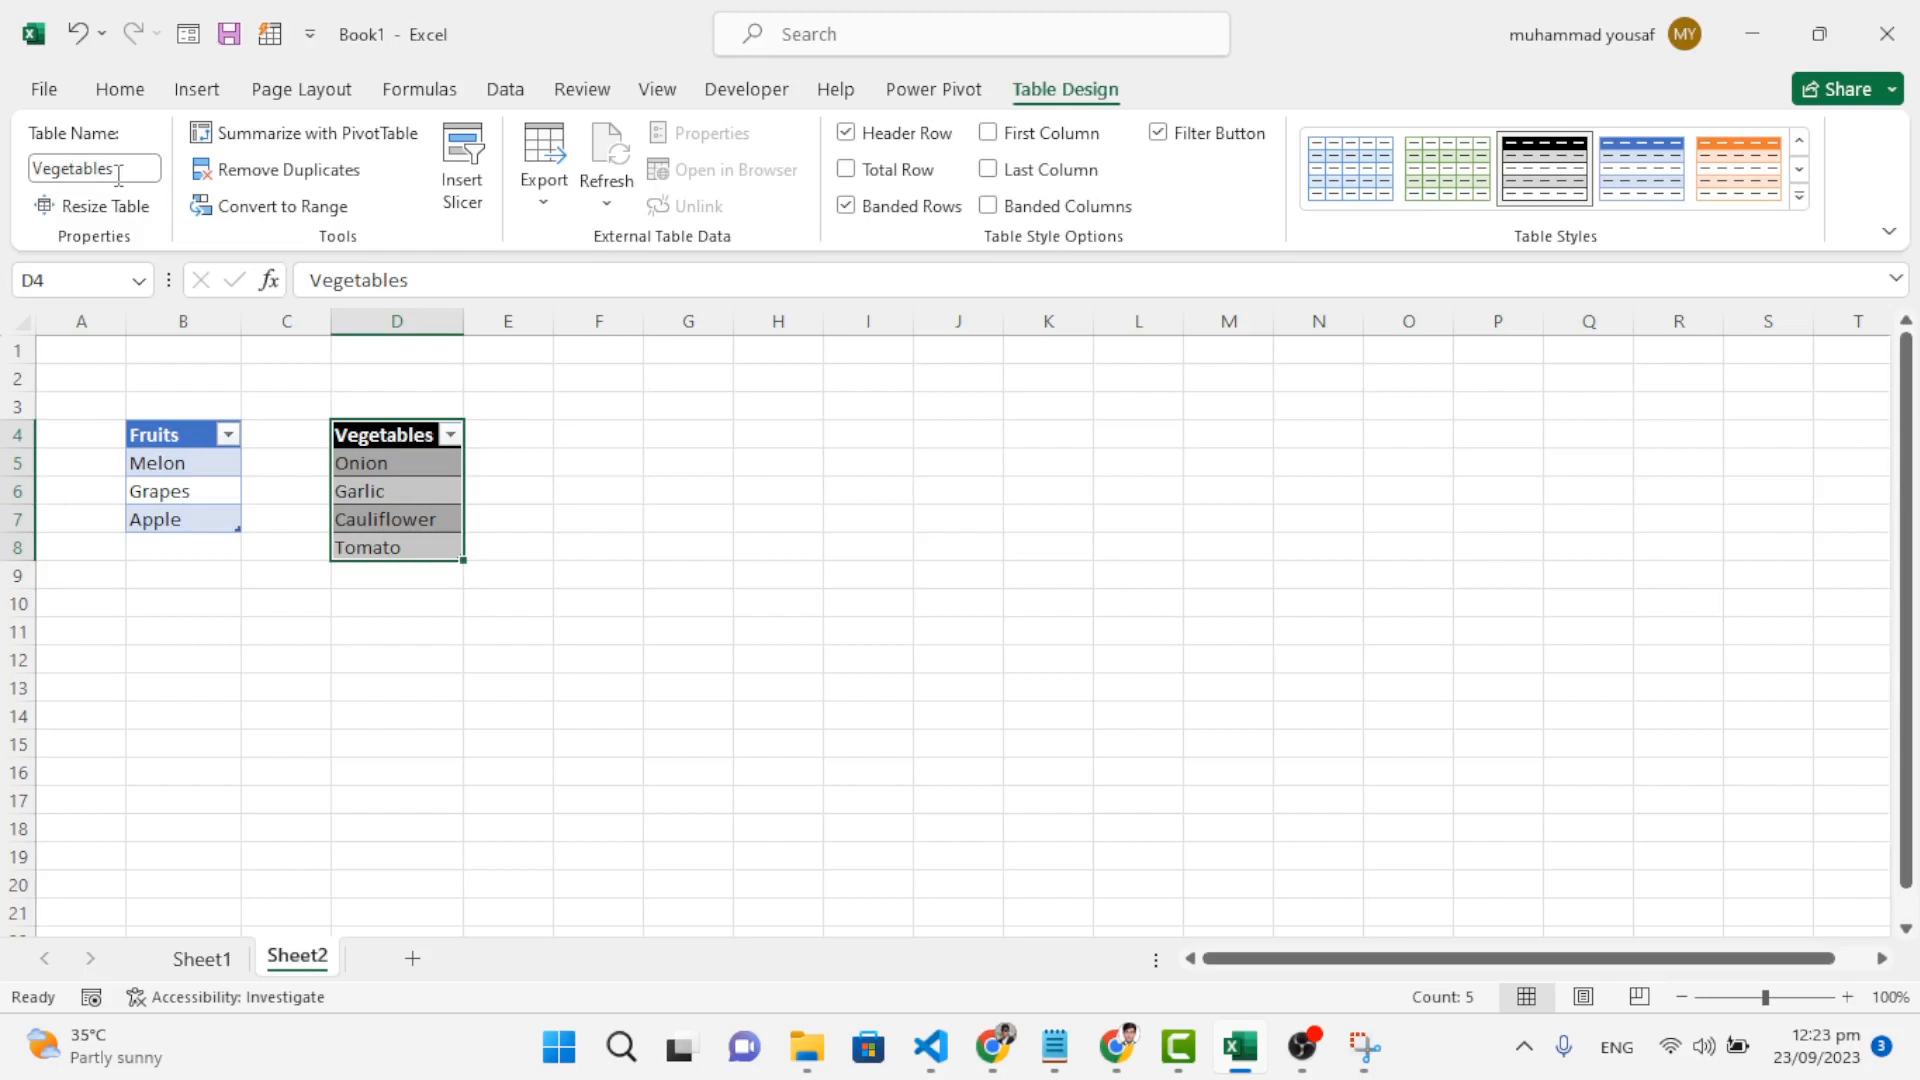 Book1 - Excel
Search
muhammad yousaf
MY
File
Home
Insert
Page Layout
Formulas
Data
Review
View
Developer
Help
Power Pivot
Table Design
Share
Table Name:
Vegetables
Resize Table
Properties
Summarize with PivotTable
Remove Duplicates
Convert to Range
Tools
Insert
Slicer
Export
Refresh
Properties
Open in Browser
Unlink
External Table Data
Header Row
Total Row
Banded Rows
First Column
Last Column
Banded Columns
Filter Button
Table Style Options
Table Styles
D4
fx
Vegetables
A B C D E F G H I J K L M N O P Q R S T
1
2
3
4 Fruits Vegetables
5 Melon Onion
6 Grapes Garlic
7 Apple Cauliflower
8 Tomato
9
10
11
12
13
14
15
16
17
18
19
20
21
Sheet1
Sheet2
Ready
Accessibility: Investigate
Count: 5
100%
35°C
Partly sunny
ENG
12:23 pm
23/09/2023
3